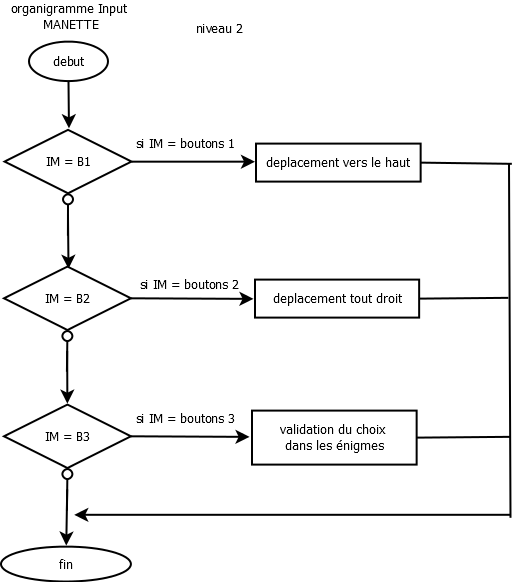 organigramme Input
MANETTE
niveau 2
debut
si IM = boutons 1
IM = B1
deplacement vers le haut
si IM = boutons 2
IM = B2
deplacement tout droit
si IM = boutons 3
IM = B3
validation du choix
dans les énigmes
fin